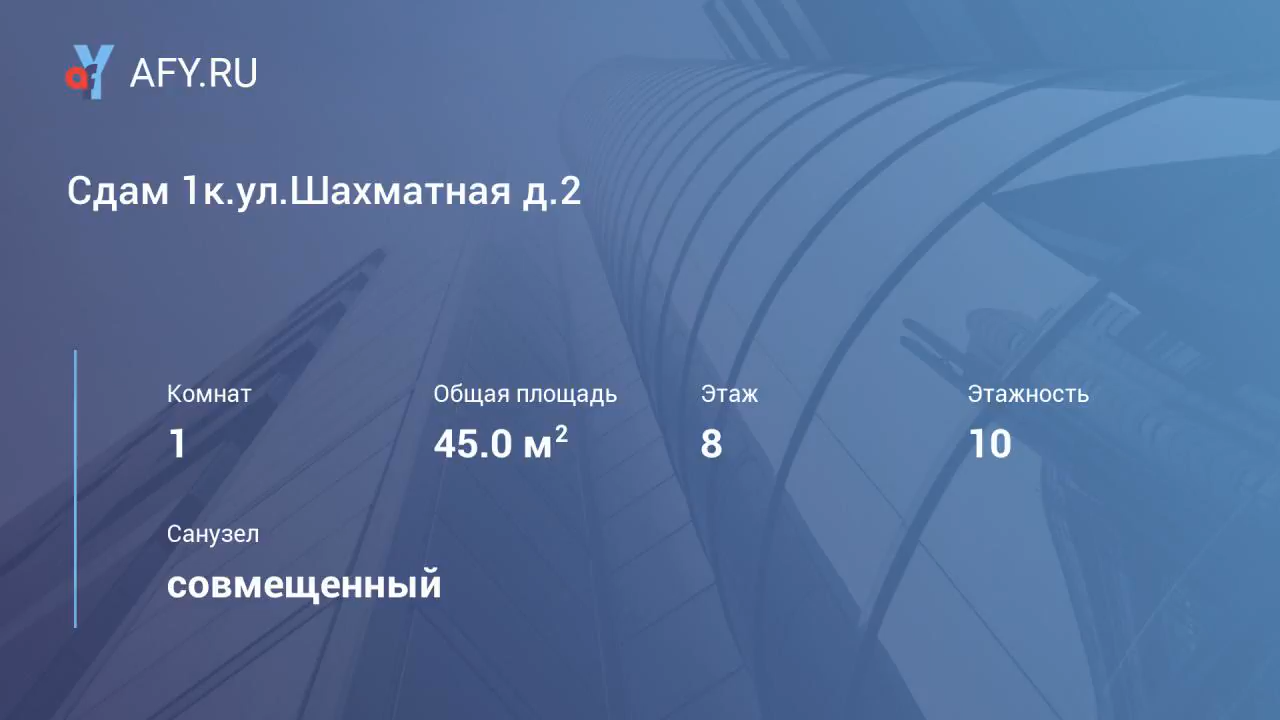 AFY.RU
Сдам 1к.ул.Шахматная д.2
Комнат
1
Общая площадь
45.0 м²
Этаж
8
Этажность
10
Санузел
совмещенный